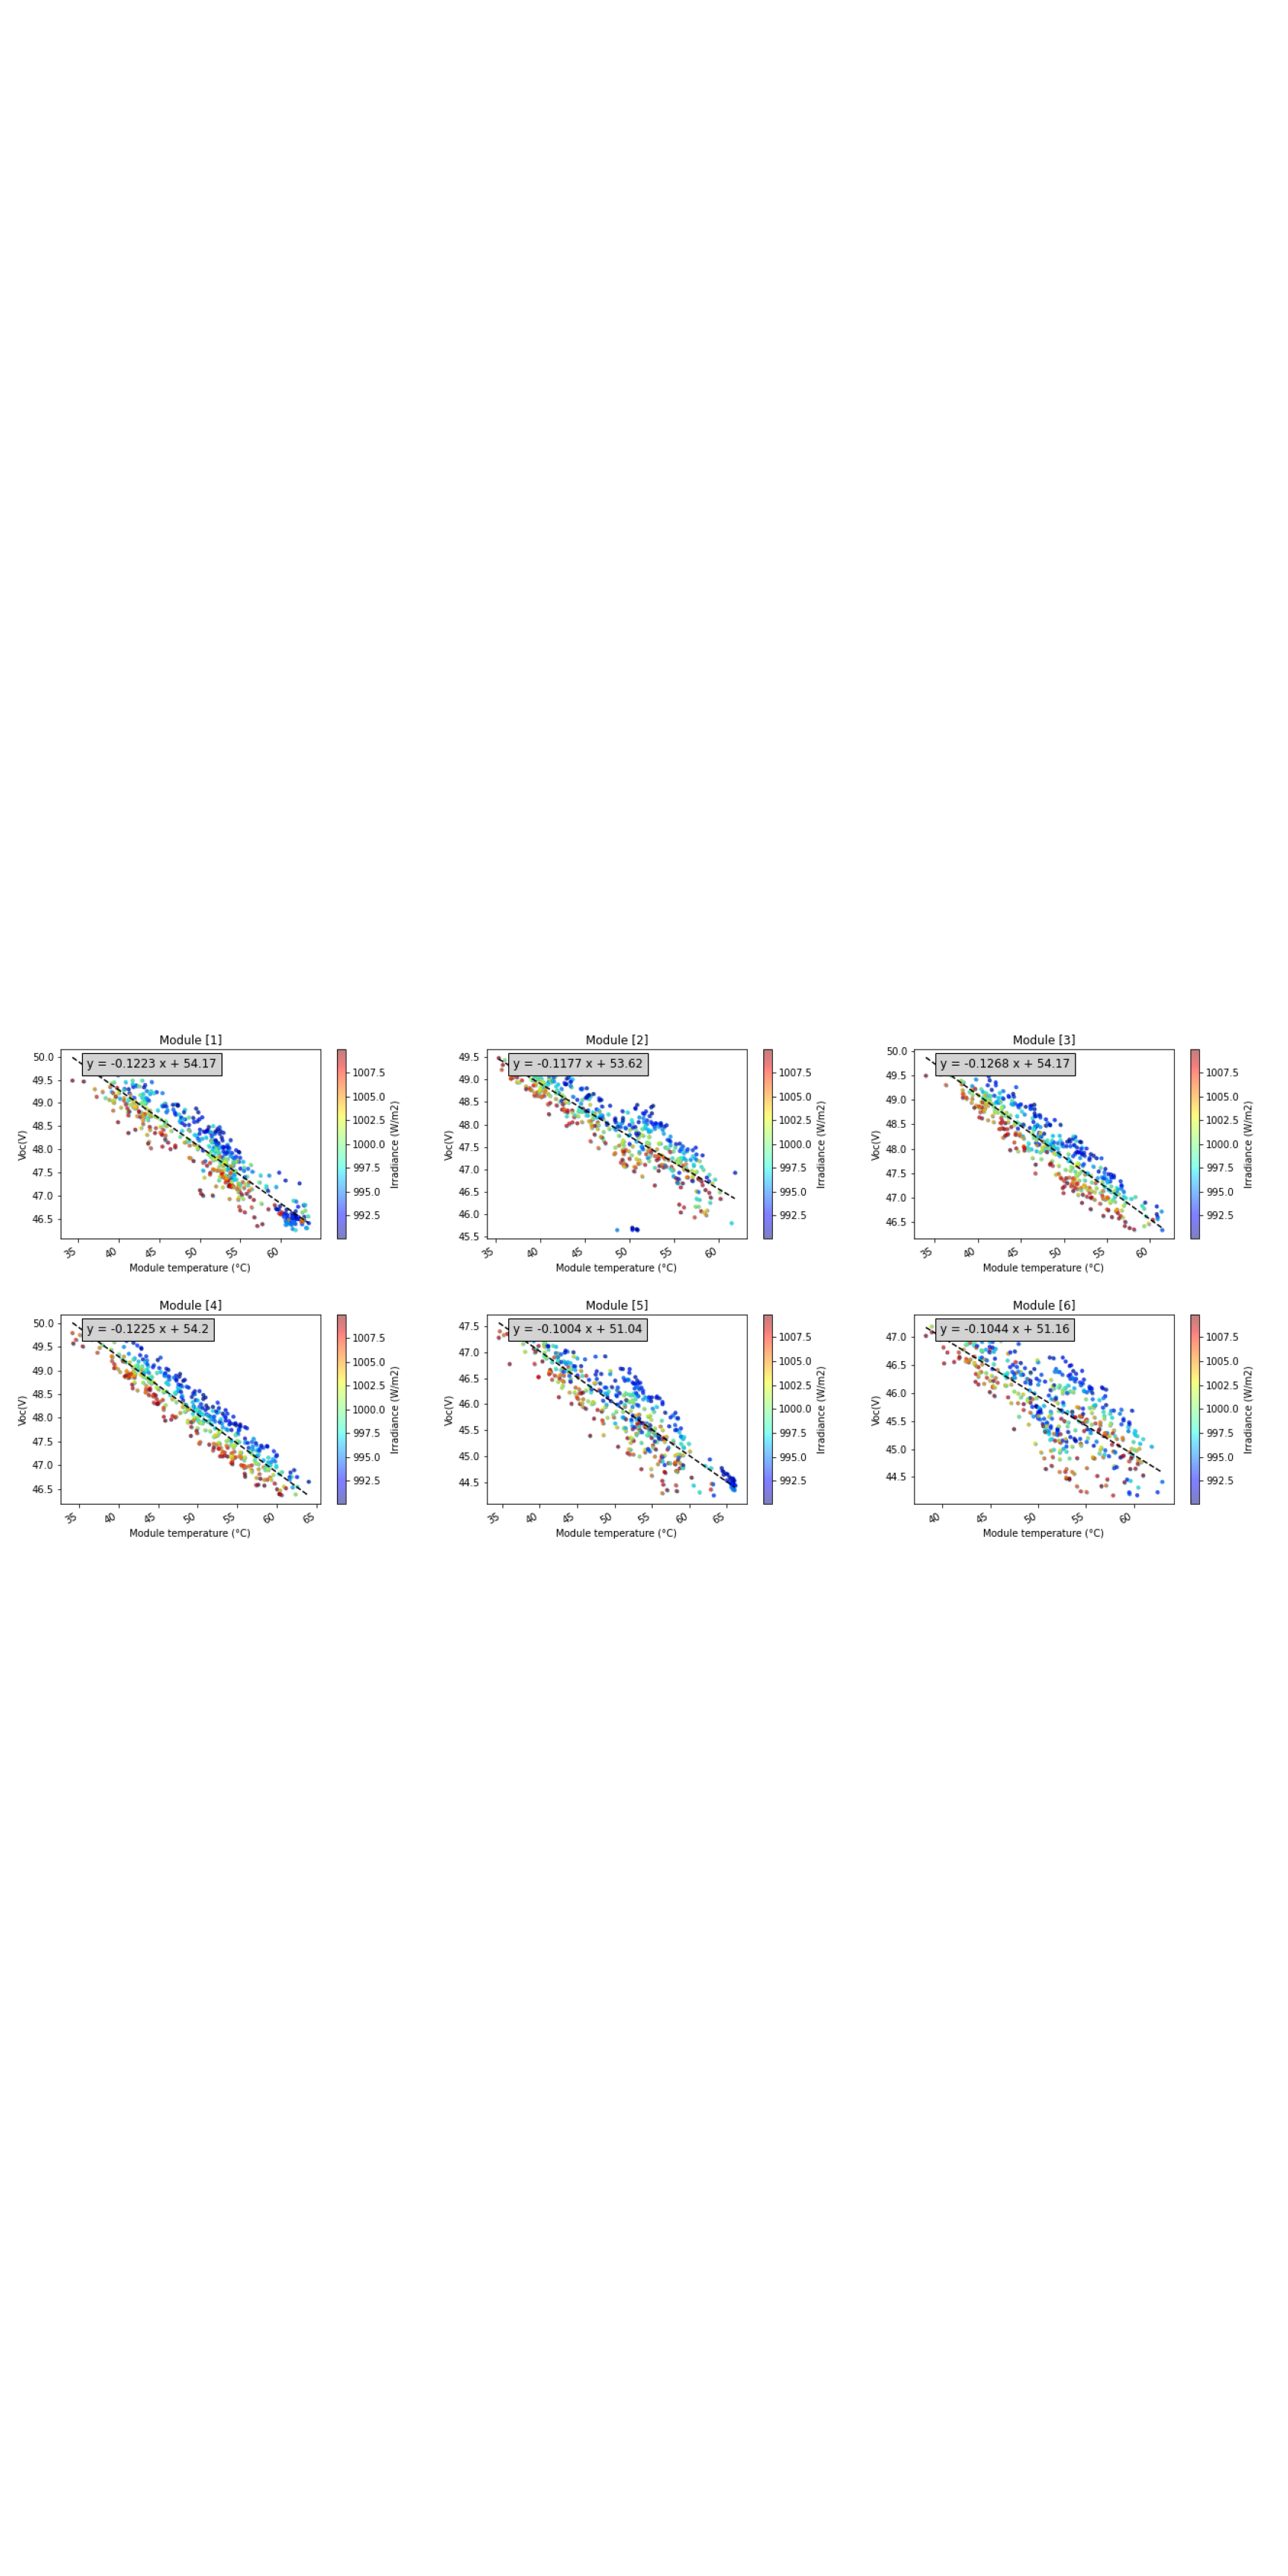 Module [1]
y = -0.1223 x + 54.17
50.0
49.5
49.0
48.5
48.0
47.5
47.0
46.5
Voc(V)
35 40 45 50 55 60
Module temperature (°C)
1007.5
1005.0
1002.5
1000.0
997.5
995.0
992.5
Irradiance (W/m2)
Module [2]
y = -0.1177 x + 53.62
49.5
49.0
48.5
48.0
47.5
47.0
46.5
46.0
45.5
Voc(V)
35 40 45 50 55 60
Module temperature (°C)
1007.5
1005.0
1002.5
1000.0
997.5
995.0
992.5
Irradiance (W/m2)
Module [3]
y = -0.1268 x + 54.17
50.0
49.5
49.0
48.5
48.0
47.5
47.0
46.5
Voc(V)
35 40 45 50 55 60
Module temperature (°C)
1007.5
1005.0
1002.5
1000.0
997.5
995.0
992.5
Irradiance (W/m2)
Module [4]
y = -0.1225 x + 54.2
50.0
49.5
49.0
48.5
48.0
47.5
47.0
46.5
Voc(V)
35 40 45 50 55 60 65
Module temperature (°C)
1007.5
1005.0
1002.5
1000.0
997.5
995.0
992.5
Irradiance (W/m2)
Module [5]
y = -0.1004 x + 51.04
47.5
47.0
46.5
46.0
45.5
45.0
44.5
Voc(V)
35 40 45 50 55 60 65
Module temperature (°C)
1007.5
1005.0
1002.5
1000.0
997.5
995.0
992.5
Irradiance (W/m2)
Module [6]
y = -0.1044 x + 51.16
47.0
46.5
46.0
45.5
45.0
44.5
Voc(V)
40 45 50 55 60
Module temperature (°C)
1007.5
1005.0
1002.5
1000.0
997.5
995.0
992.5
Irradiance (W/m2)